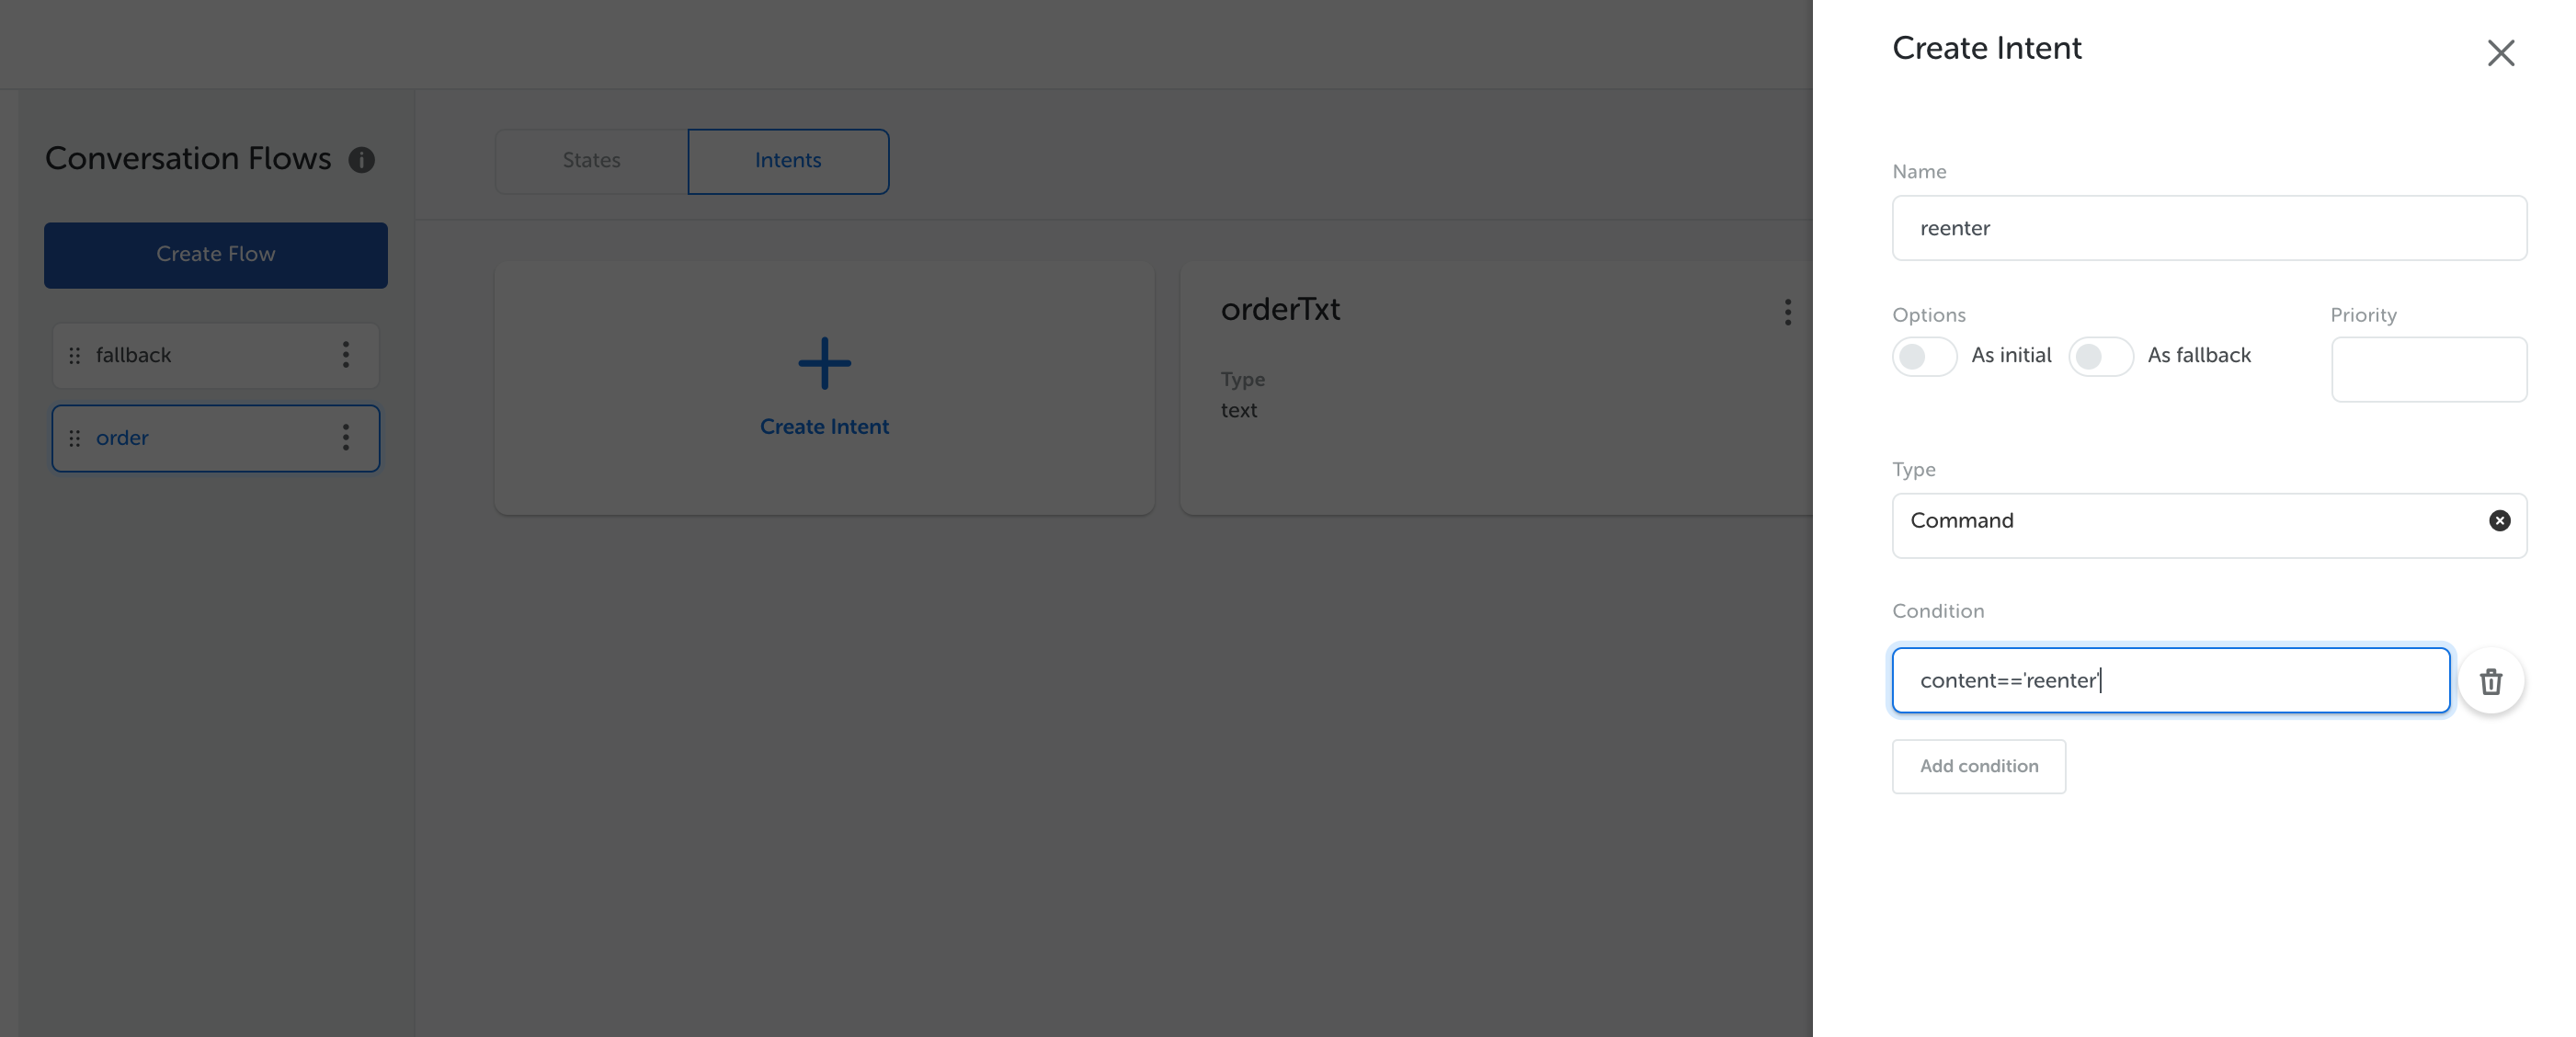 Conversation Flows
Create Flow
fallback
order
States
Intents
Create Intent
orderTxt
Type
text
Create Intent
Name
reenter
Options
Priority
As initial
As fallback
Type
Command
Condition
content=='reenter'
Add condition